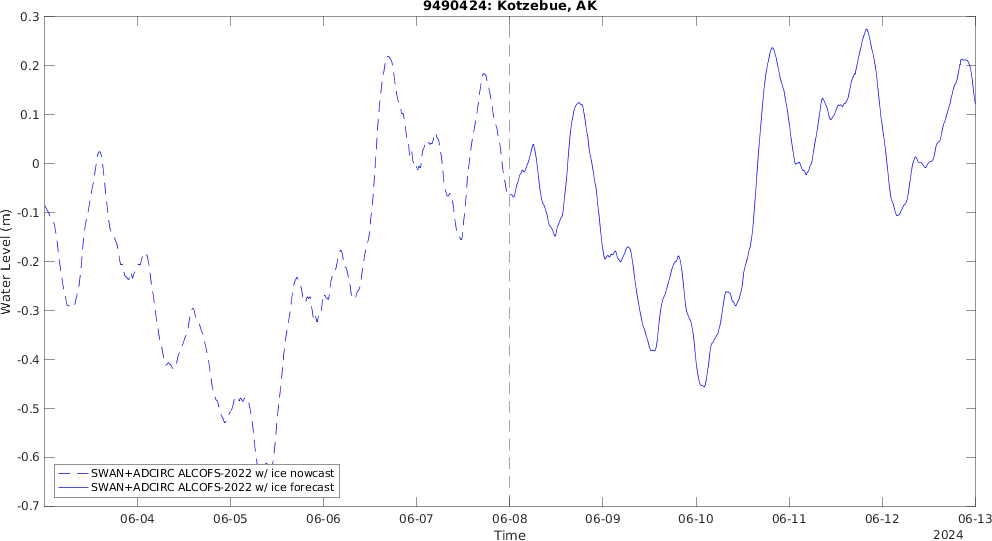 9490424: Kotzebue, AK
0.3
0.2
0.1
0
-0.1
-0.2
-0.3
-0.4
-0.5
-0.6
-0.7
Water Level (m)
SWAN+ADCIRC ALCOFS-2022 w/ ice nowcast
SWAN+ADCIRC ALCOFS-2022 w/ ice forecast
06-04 06-05 06-06 06-07 06-08 06-09 06-10 06-11 06-12 06-13
Time
2024